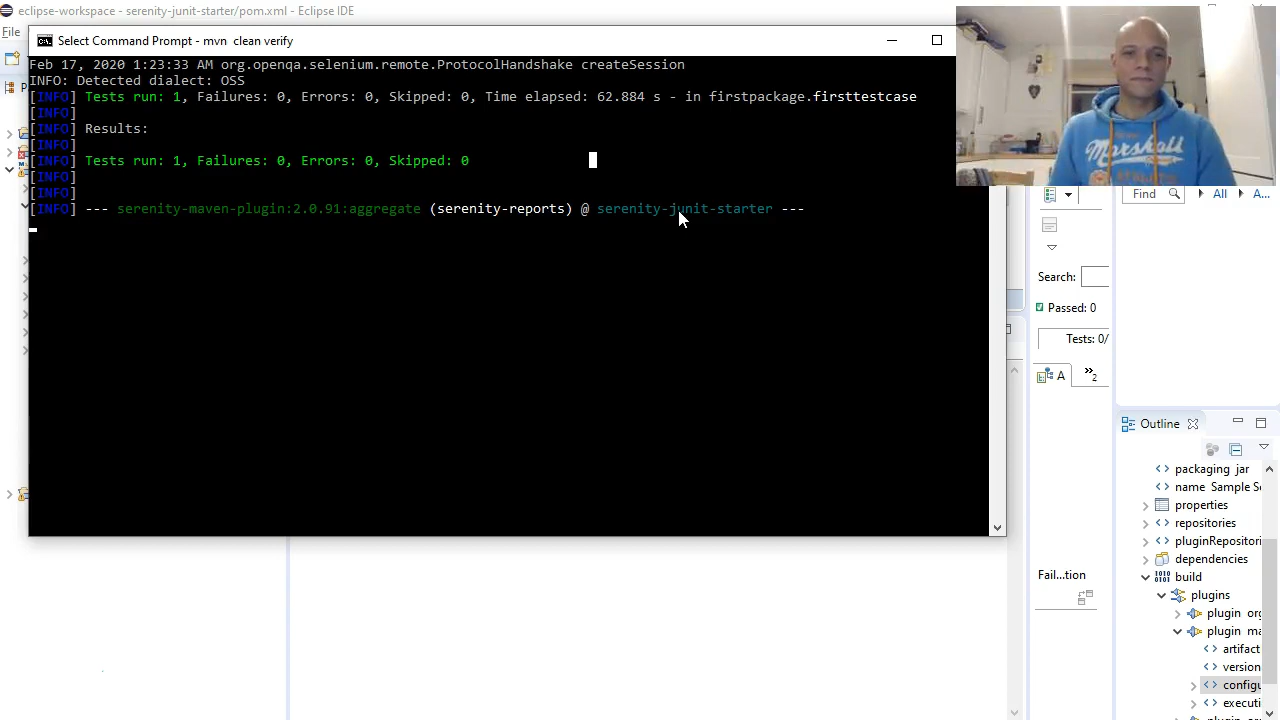 eclipse-workspace - serenity-junit-starter/pom.xml - Eclipse IDE
File
Select Command Prompt - mvn  clean verify
Feb 17, 2020 1:23:33 AM org.openqa.selenium.remote.ProtocolHandshake createSession
INFO: Detected dialect: OSS
[INFO] Tests run: 1, Failures: 0, Errors: 0, Skipped: 0, Time elapsed: 62.884 s - in firstpackage.firsttestcase
[INFO]
[INFO] Results:
[INFO]
[INFO] Tests run: 1, Failures: 0, Errors: 0, Skipped: 0
[INFO]
[INFO]
[INFO] --- serenity-maven-plugin:2.0.91:aggregate (serenity-reports) @ serenity-junit-starter ---
Marshall
Find
All
A...
Search:
Passed: 0
Tests: 0/
A
2
Fail...tion
Outline
packaging jar
name Sample Se
properties
repositories
pluginRepositori
dependencies
build
plugins
plugin org
plugin ma
artifact
version
configu
executi